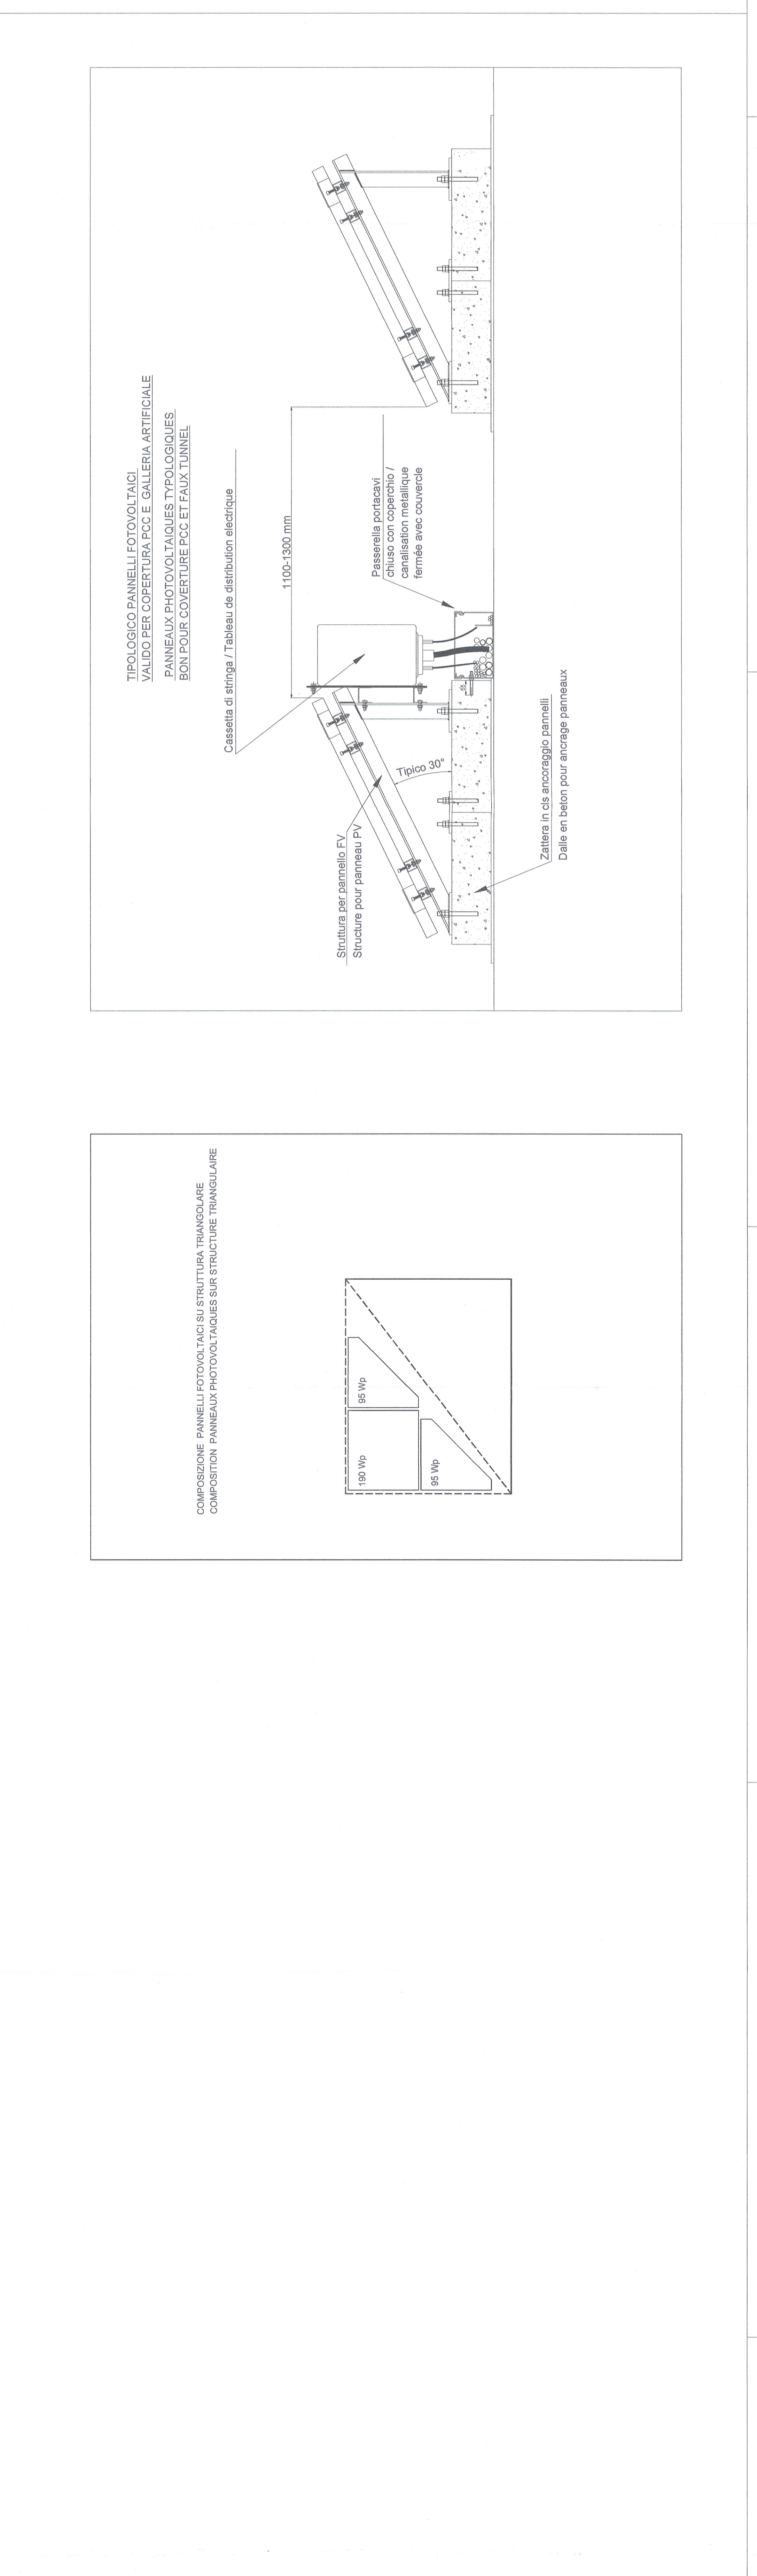 COMPOSIZIONE PANNELLI FOTOVOLTAICI SU STRUTTURA TRIANGOLARE
COMPOSITION PANNEAUX PHOTOVOLTAIQUES SUR STRUCTURE TRIANGULAIRE
190 Wp
95 Wp
95 Wp
TIPOLOGICO PANNELLI FOTOVOLTAICI
VALIDO PER COPERTURA PCC E GALLERIA ARTIFICIALE
PANNEAUX PHOTOVOLTAIQUES TYPOLOGIQUES
BON POUR COVERTURE PCC ET FAUX TUNNEL
Cassetta di stringa / Tableau de distribution electrique
1100-1300 mm
Struttura per pannello FV
Structure pour panneau PV
Tipico 30°
Passerella portacavi
chiuso con coperchio /
canalisation metallique
fermée avec couvercle
Zattera in cls ancoraggio pannelli
Dalle en beton pour ancrage panneaux